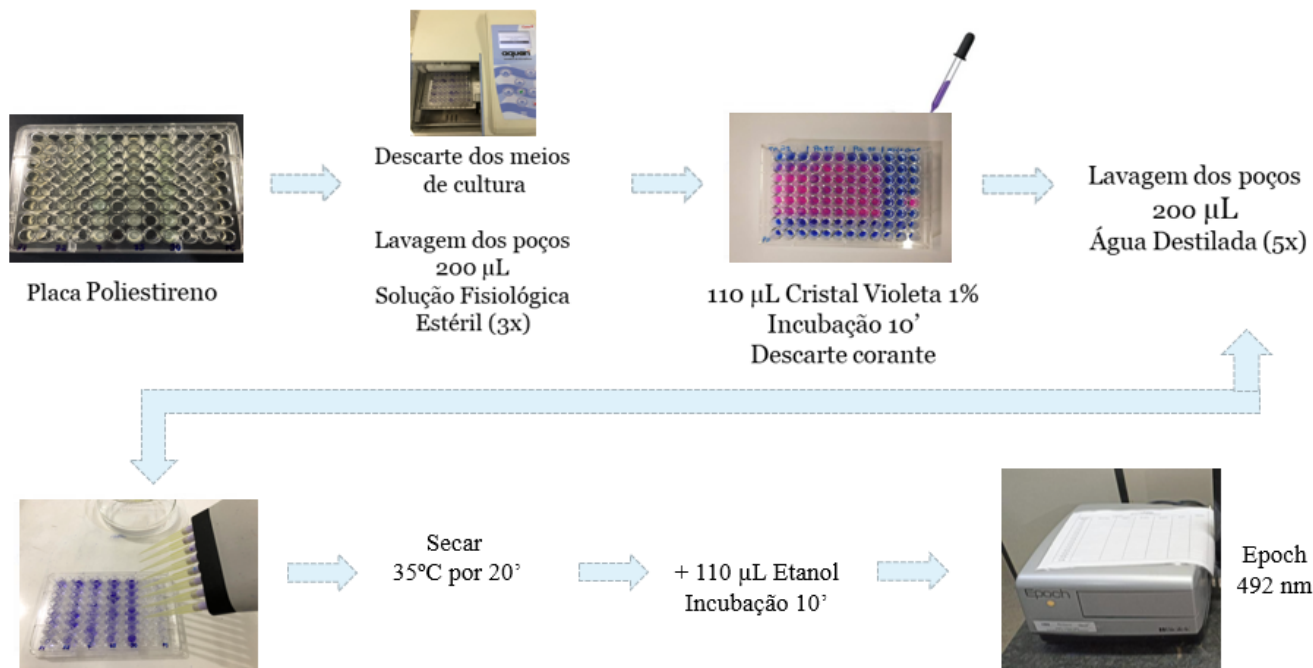 Placa Poliestireno
Descarte dos meios
de cultura
Lavagem dos poços
200 μL
Solução Fisiológica
Estéril (3x)
110 μL Cristal Violeta 1%
Incubação 10’
Descarte corante
Lavagem dos poços
200 μL
Água Destilada (5x)
Secar
35ºC por 20’
+ 110 μL Etanol
Incubação 10’
Epoch
Epoch
492 nm